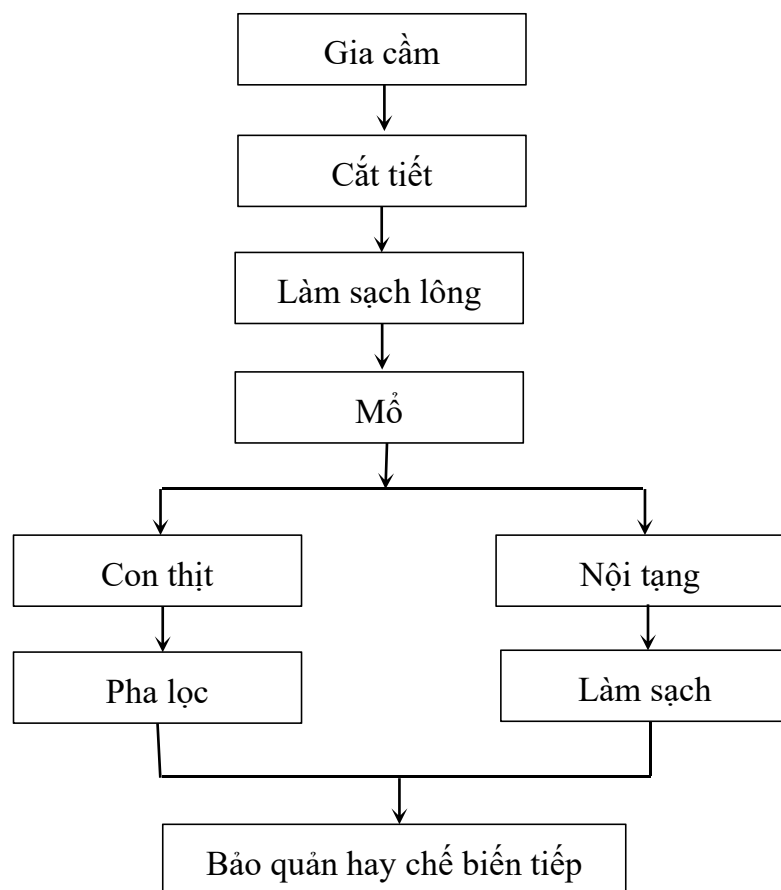 Gia cầm
Cắt tiết
Làm sạch lông
Mổ
Con thịt
Nội tạng
Pha lọc
Làm sạch
Bảo quản hay chế biến tiếp